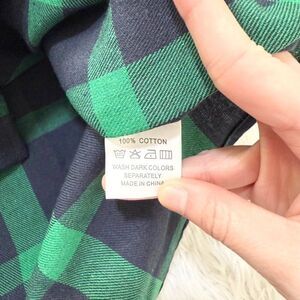 100% COTTON
WASH DARK COLORS
SEPARATELY.
MADE IN CHINA